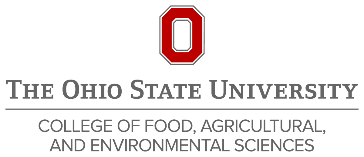 O
THE OHIO STATE UNIVERSITY
COLLEGE OF FOOD, AGRICULTURAL,
AND ENVIRONMENTAL SCIENCES